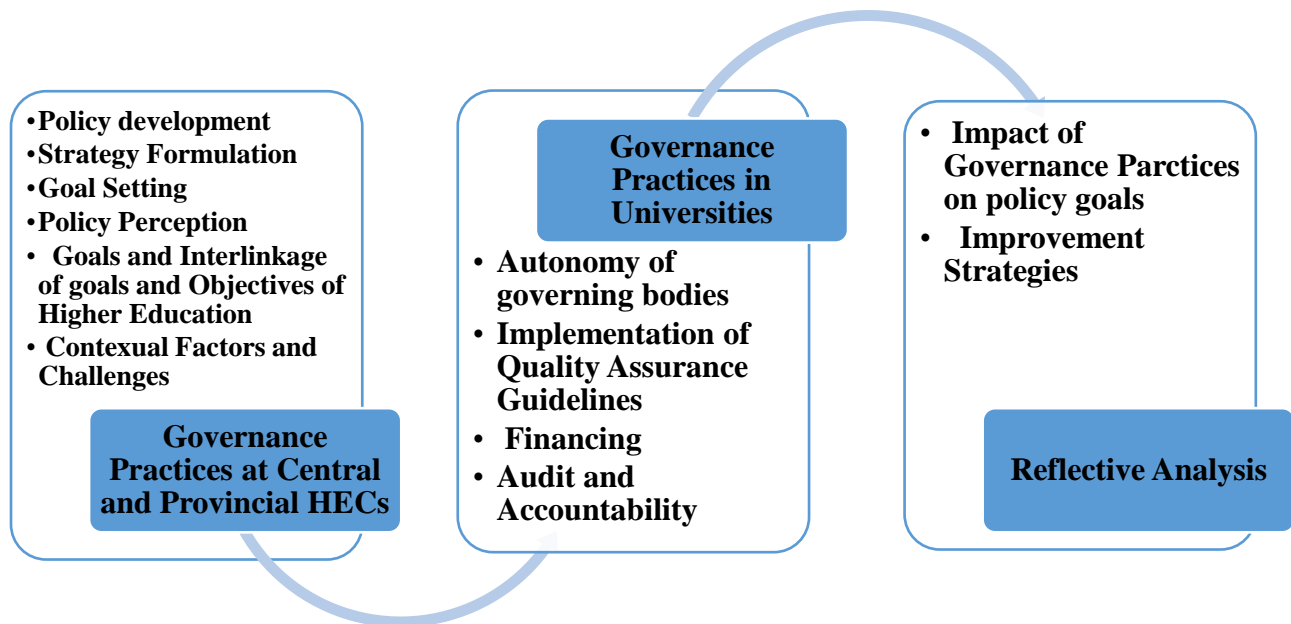 •Policy development
•Strategy Formulation
•Goal Setting
•Policy Perception
• Goals and Interlinkage
of goals and Objectives of
Higher Education
• Contexual Factors and
Challenges
Governance
Practices at Central
and Provincial HECs
Governance
Practices in
Universities
• Autonomy of
governing bodies
• Implementation of
Quality Assurance
Guidelines
• Financing
• Audit and
Accountability
• Impact of
Governance Parctices
on policy goals
• Improvement
Strategies
Reflective Analysis